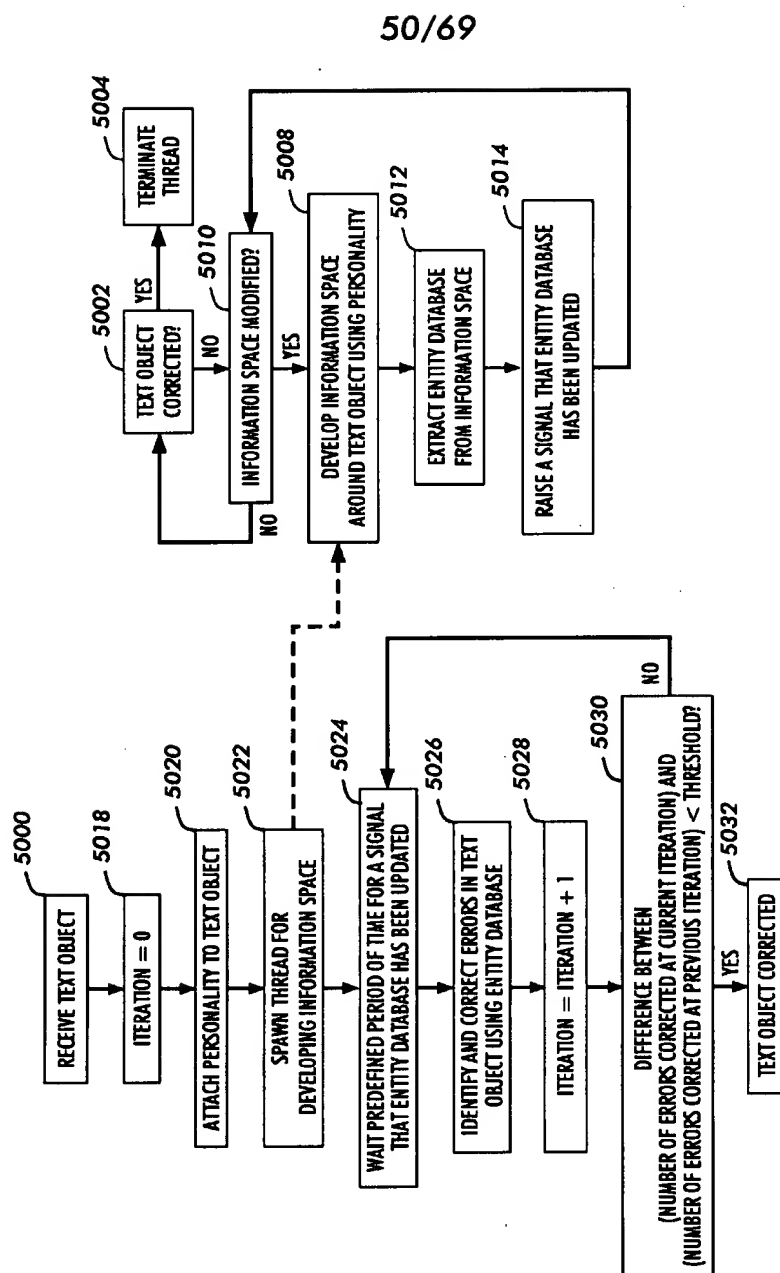 50/69
5000
RECEIVE TEXT OBJECT
5018
ITERATION = 0
5020
ATTACH PERSONALITY TO TEXT OBJECT
5022
SPAWN THREAD FOR
DEVELOPING INFORMATION SPACE
5024
WAIT PREDEFINED PERIOD OF TIME FOR A SIGNAL
THAT ENTITY DATABASE HAS BEEN UPDATED
5026
IDENTIFY AND CORRECT ERRORS IN TEXT
OBJECT USING ENTITY DATABASE
5028
ITERATION = ITERATION + 1
5030
DIFFERENCE BETWEEN
(NUMBER OF ERRORS CORRECTED AT CURRENT ITERATION) AND
(NUMBER OF ERRORS CORRECTED AT PREVIOUS ITERATION) < THRESHOLD?
NO
YES
5032
TEXT OBJECT CORRECTED
5002
TEXT OBJECT
CORRECTED?
YES
5004
TERMINATE
THREAD
NO
5010
INFORMATION SPACE MODIFIED?
NO
YES
5008
DEVELOP INFORMATION SPACE
AROUND TEXT OBJECT USING PERSONALITY
5012
EXTRACT ENTITY DATABASE
FROM INFORMATION SPACE
5014
RAISE A SIGNAL THAT ENTITY DATABASE
HAS BEEN UPDATED